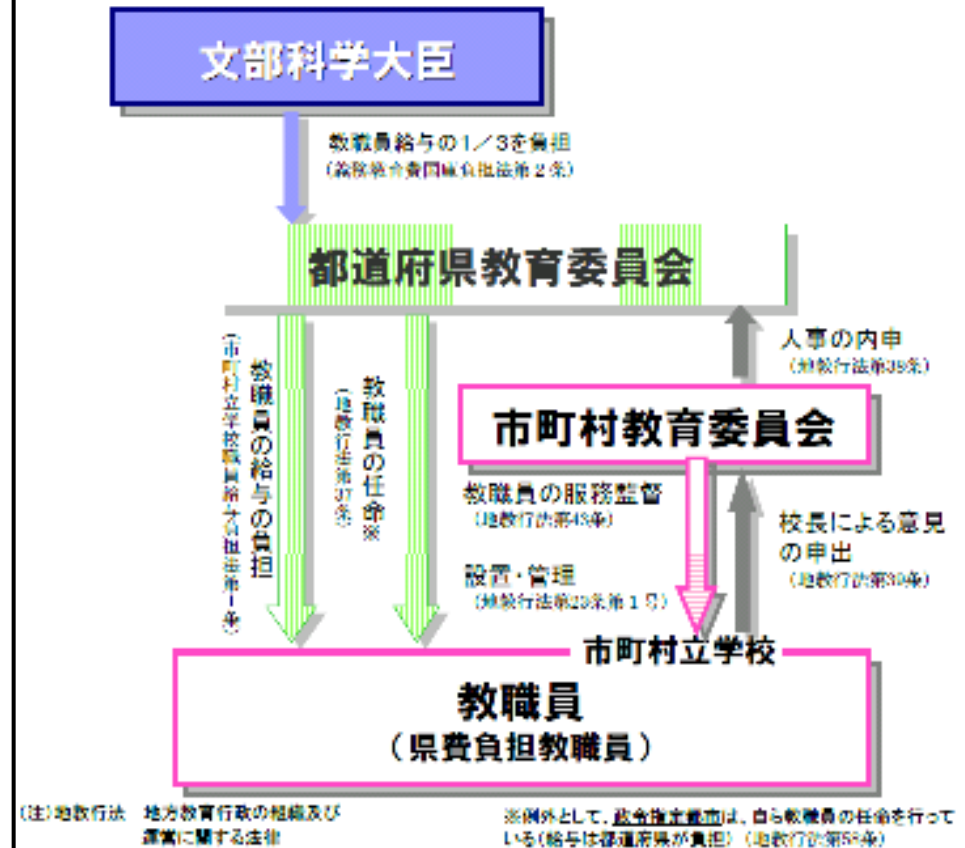 文部科学大臣
教職員給与の1/3を負担
(義務教育費国庫負担法第2条)
都道府県教育委員会
教職員の給与の負担
(市町村立学校職員給与負担法第1条)
教職員の任命※
(地教行法第37条)
人事の内申
(地教行法第38条)
市町村教育委員会
教職員の服務監督
(地教行法第43条)
設置・管理
(地教行法第23条第1号)
校長による意見
の申出
(地教行法第39条)
市町村立学校
教職員
(県費負担教職員)
(注)地教行法 地方教育行政の組織及び
運営に関する法律
※例外として、政令指定都市は、自ら教職員の任命を行って
いる(給与は都道府県が負担) (地教行法第58条)